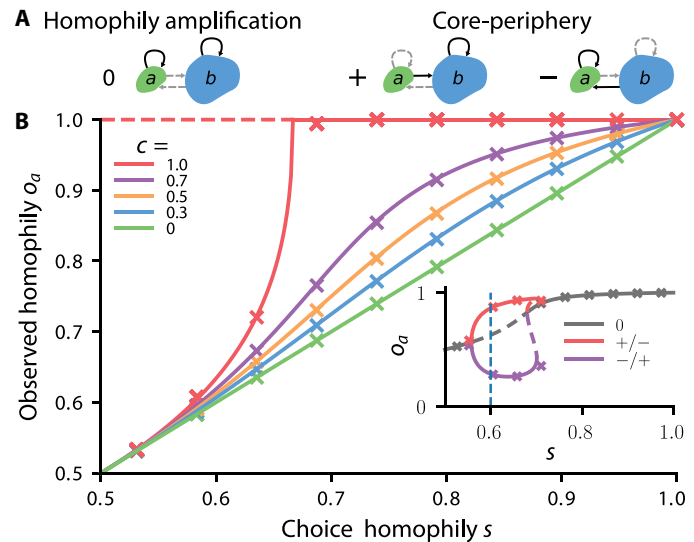 A Homophily amplification Core-periphery
0 a b + a b − a b
B
1.0
0.9
0.8
0.7
0.6
0.5
Observed homophily oₐ
c =
1.0
0.7
0.5
0.3
0
1
0
oₐ
0
+/−
−/+
0.6 0.8 1.0
s
0.5 0.6 0.7 0.8 0.9 1.0
Choice homophily s